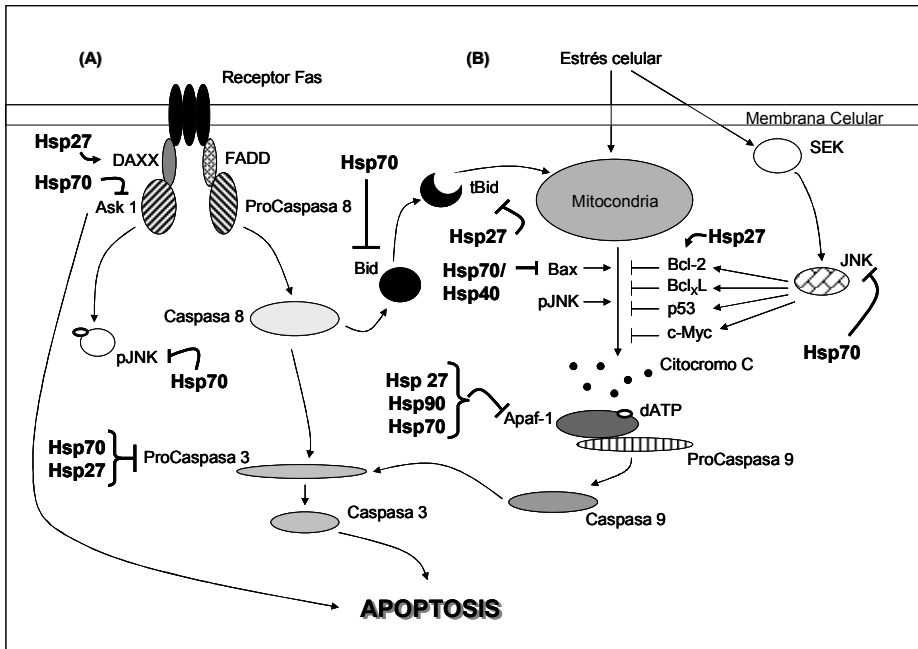 (A)
(B)
Receptor Fas
Estrés celular
Membrana Celular
Hsp27
DAXX
FADD
Hsp70
Ask 1
ProCaspasa 8
Hsp70
Bid
tBid
Hsp27
Mitocondria
SEK
Hsp27
Hsp70/
Hsp40
Bax
pJNK
Bcl-2
BclXL
p53
c-Myc
JNK
Hsp70
Caspasa 8
pJNK
Hsp70
Citocromo C
Hsp 27
Hsp90
Hsp70
Apaf-1
dATP
ProCaspasa 9
Hsp70
Hsp27
ProCaspasa 3
Caspasa 9
Caspasa 3
APOPTOSIS